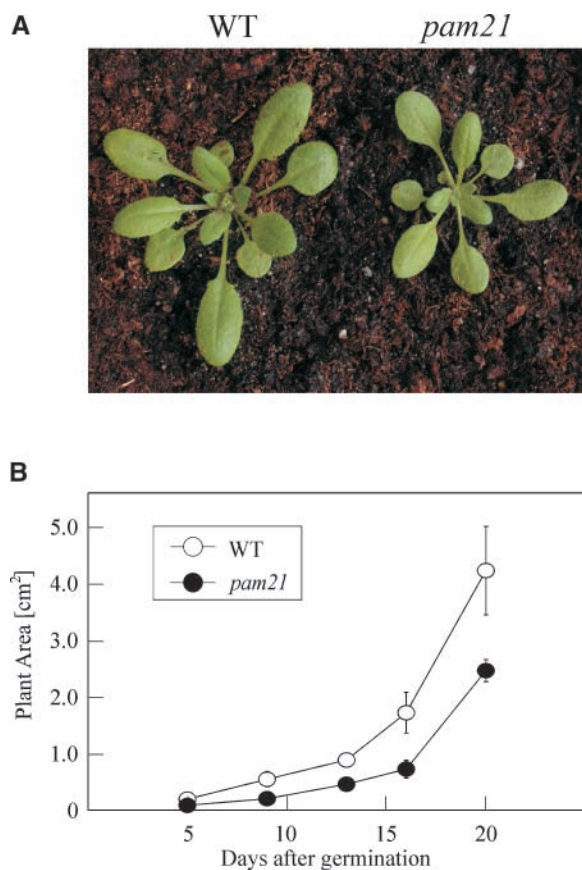 A
WT pam21
B
5.0
4.0
3.0
2.0
1.0
0
WT
pam21
Plant Area [cm²]
5 10 15 20
Days after germination